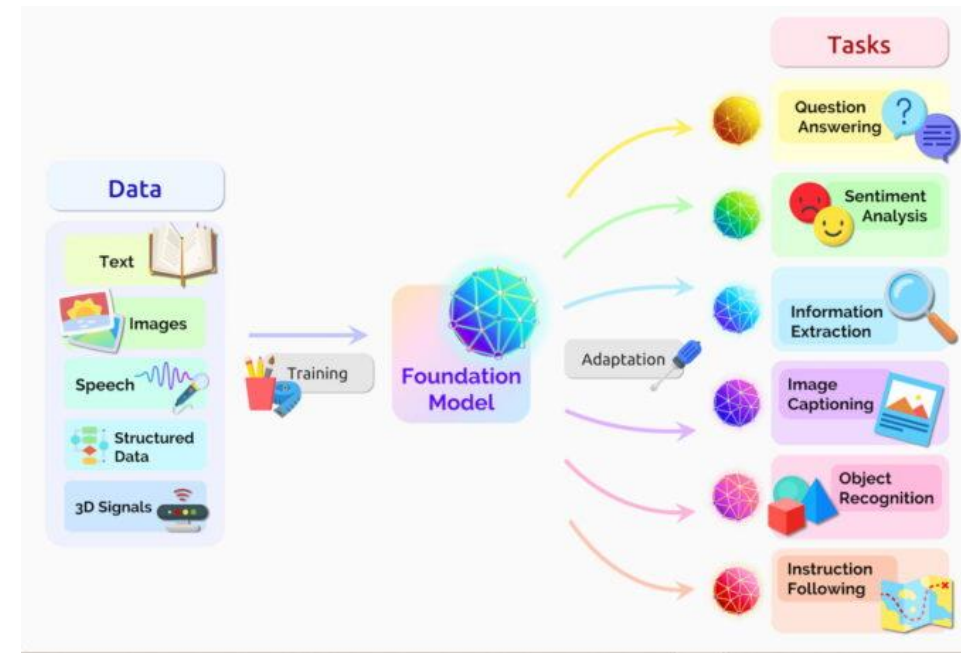 Data
Text
Images
Speech
Structured
Data
3D Signals
Training
Foundation
Model
Adaptation
Tasks
Question
Answering
?
Sentiment
Analysis
Information
Extraction
Image
Captioning
Object
Recognition
Instruction
Following